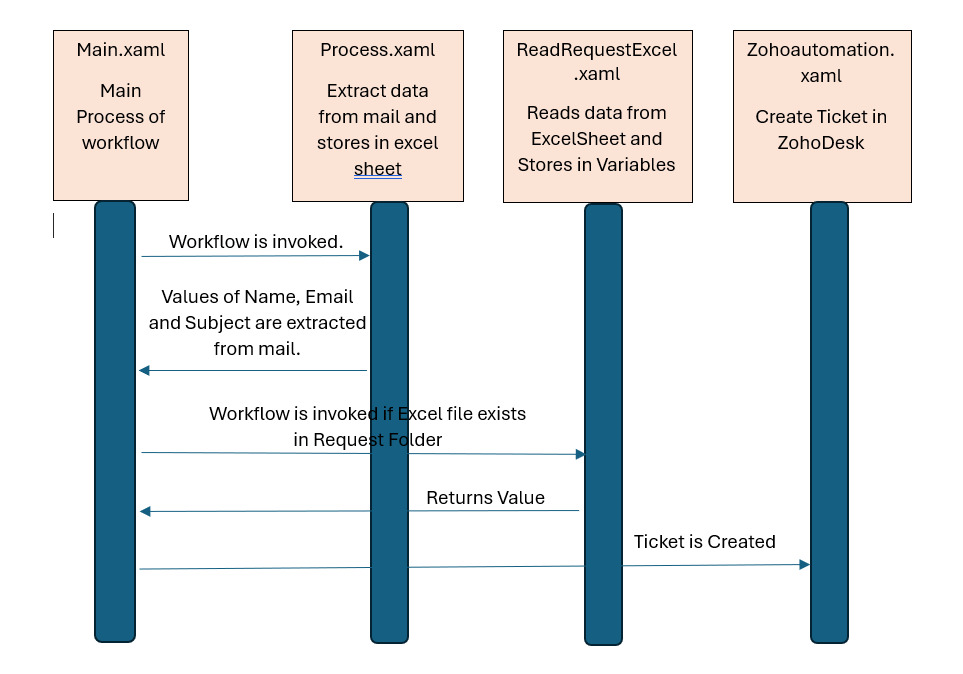 Main.xaml
Main
Process of
workflow
Process.xaml
Extract data
from mail and
stores in excel
sheet
ReadRequestExcel
.xaml
Reads data from
ExcelSheet and
Stores in Variables
Zohoautomation.
xaml
Create Ticket in
ZohoDesk
Workflow is invoked.
Values of Name, Email
and Subject are extracted
from mail.
Workflow is invoked if Excel file exists
in Request Folder
Returns Value
Ticket is Created